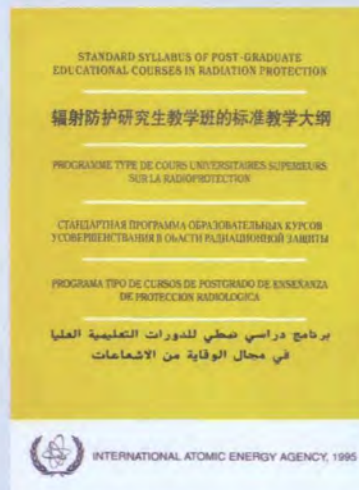 STANDARD SYLLABUS OF POST-GRADUATE
EDUCATIONAL COURSES IN RADIATION PROTECTION
辐射防护研究生教学班的标准教学大纲
PROGRAMME TYPE DE COURS UNIVERSITAIRES SUPERIEURS
SUR LA RADIOPROTECTION
СТАНДАРТНАЯ ПРОГРАММА ОБРАЗОВАТЕЛЬНЫХ КУРСОВ
УСОВЕРШЕНСТВАНИЯ В ОБАСТИ РАДИАЦИОННОЙ ЗАЩИТЫ
PROGRAMA TIPO DE CURSOS DE POSTGRADO DE ENSEÑANZA
DE PROTECCION RADIOLOGICA
برنامج دراسي نمطي للدورات التعليمية العليا
في مجال الوقاية من الاشعاعات
INTERNATIONAL ATOMIC ENERGY AGENCY, 1995